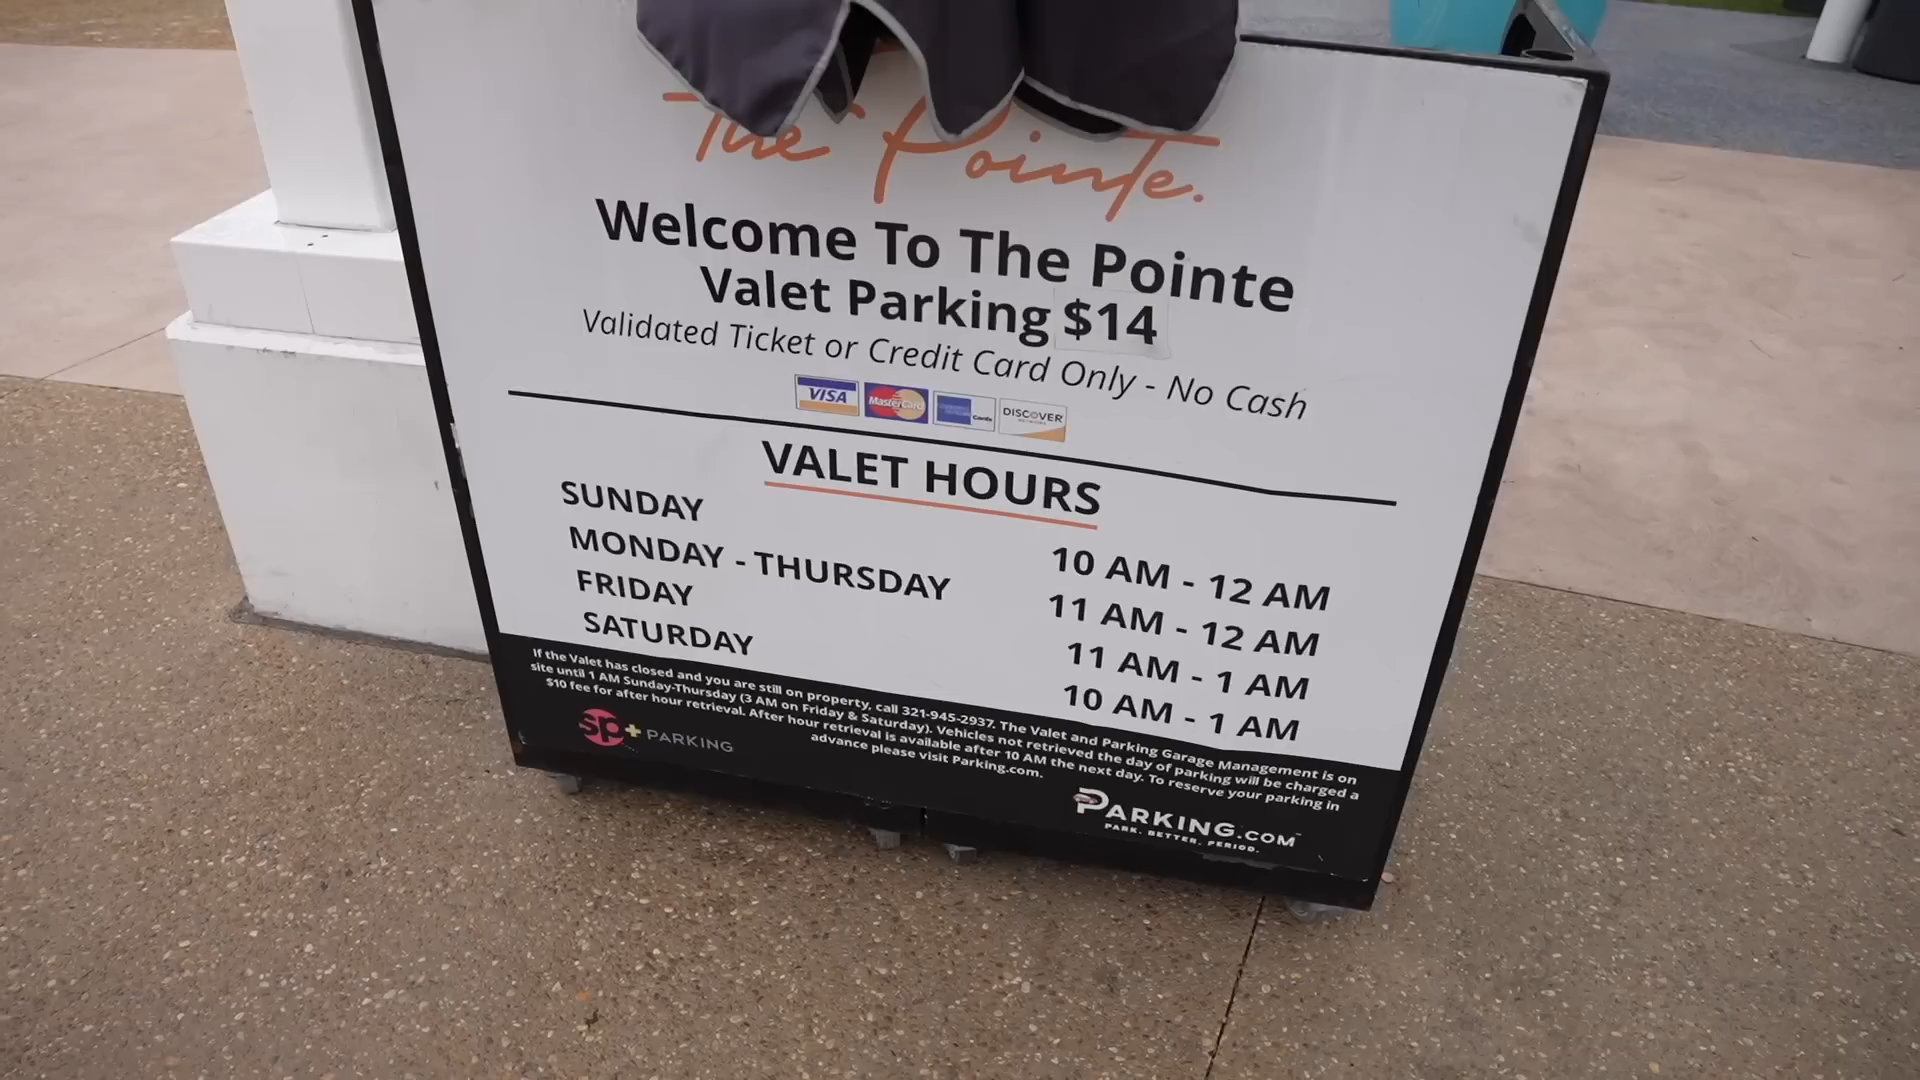 The Pointe.
Welcome To The Pointe
Valet Parking $14
Validated Ticket or Credit Card Only - No Cash
VISA MasterCard Cards DISCOVER NETWORK
VALET HOURS
SUNDAY 10 AM - 12 AM
MONDAY - THURSDAY 11 AM - 12 AM
FRIDAY 11 AM - 1 AM
SATURDAY 10 AM - 1 AM
If the Valet has closed and you are still on property, call 321-945-2937. The Valet and Parking Garage Management is on
site until 1 AM Sunday-Thursday (3 AM on Friday & Saturday). Vehicles not retrieved the day of parking will be charged a
$10 fee for after hour retrieval. After hour retrieval is available after 10 AM the next day. To reserve your parking in
advance please visit Parking.com.
sp+ PARKING
PARKING.COM
PARK. BETTER. PERIOD.